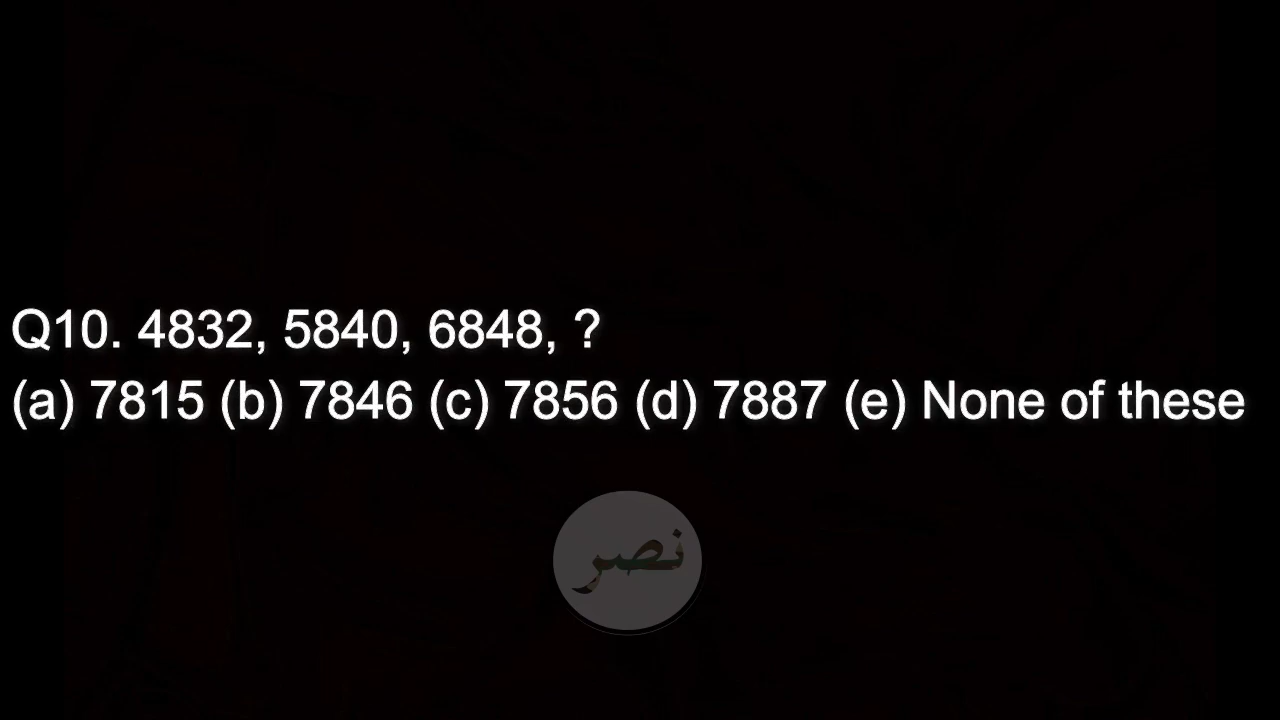 Q10. 4832, 5840, 6848, ?
(a) 7815 (b) 7846 (c) 7856 (d) 7887 (e) None of these
نصر